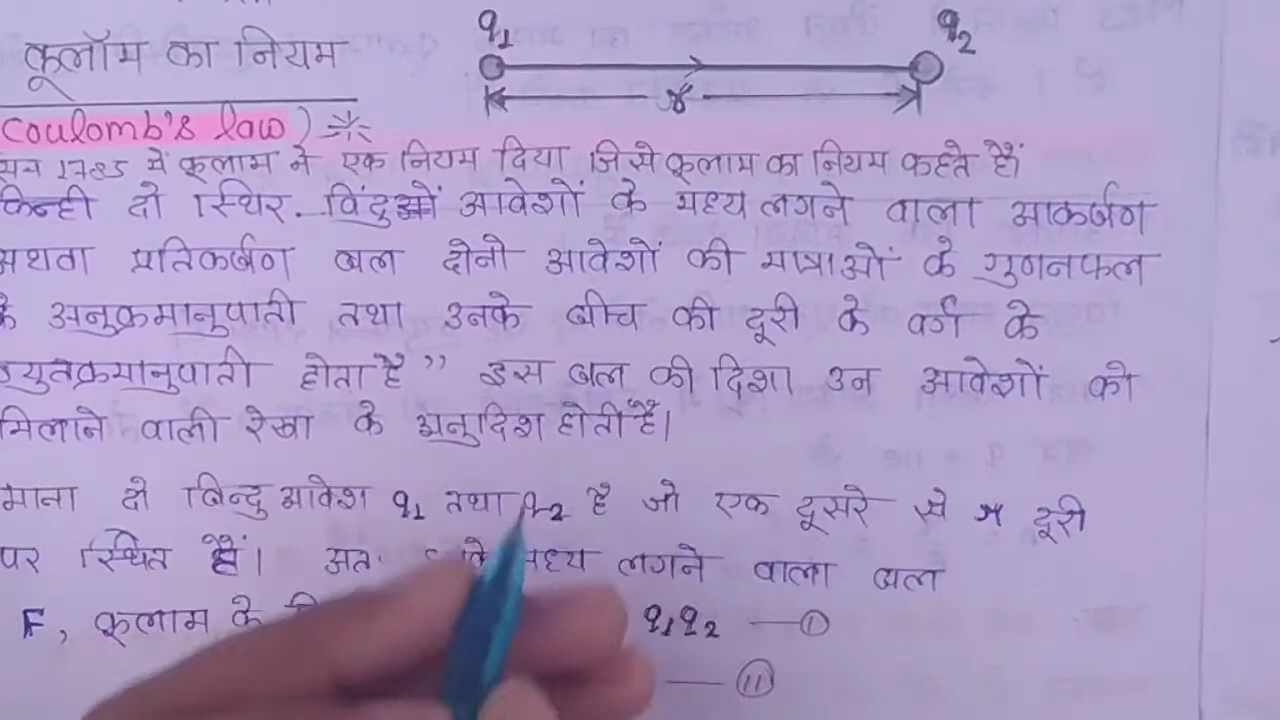 q1 q2
कूलॉम का नियम
r
(Coulomb's law)
सन 1785 में कूलाम ने एक नियम दिया जिसे कूलाम का नियम कहते हैं
किन्ही दो स्थिर विंदुओं आवेशों के मध्य लगने वाला आकर्षण
अथवा प्रतिकर्षण बल दोनो आवेशों की मात्राओं के गुणनफल
के अनुक्रमानुपाती तथा उनके बीच की दूरी के वर्ग के
व्युतक्रमानुपाती होता है” इस बल की दिशा उन आवेशों को
मिलाने वाली रेखा के अनुदिश होती है।
माना दो बिन्दु आवेश q1 तथा q2 है जो एक दूसरे से r दूरी
पर स्थित हैं। अतः मध्य लगने वाला बल
F, कूलाम के q1q2 —①
—⑪